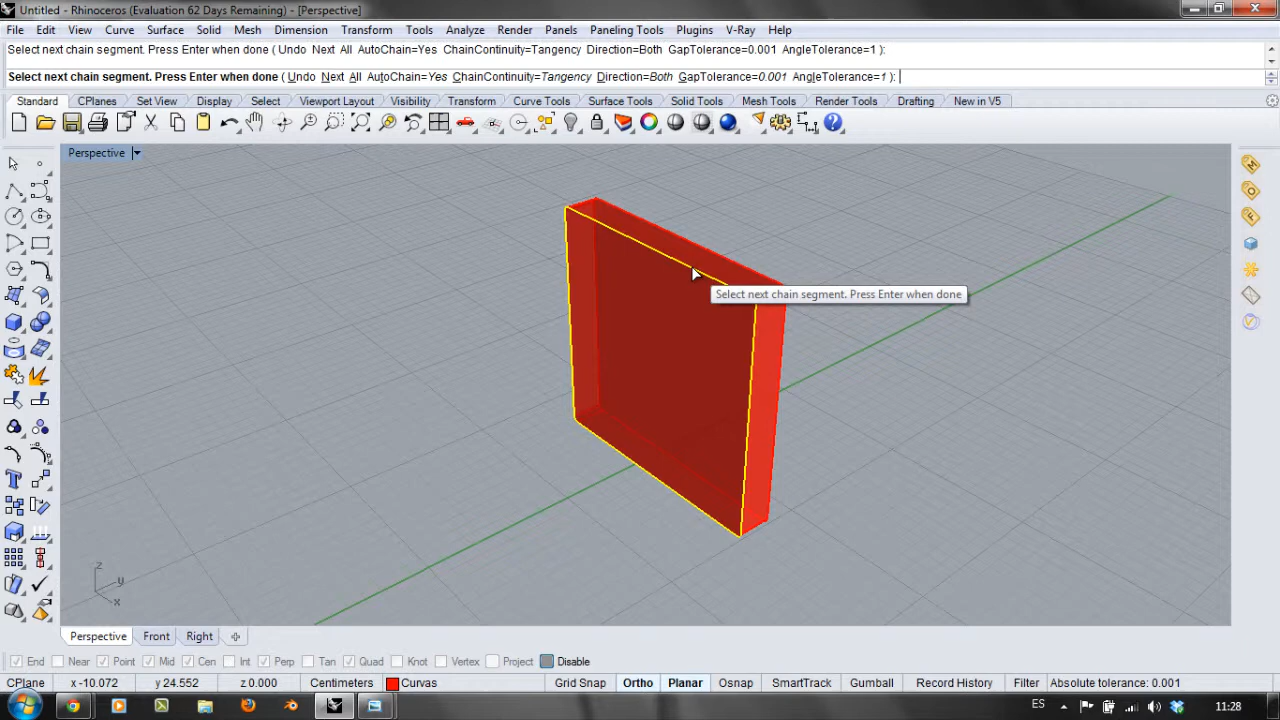 Untitled - Rhinoceros (Evaluation 62 Days Remaining) - [Perspective]
File Edit View Curve Surface Solid Mesh Dimension Transform Tools Analyze Render Panels Paneling Tools Plugins V-Ray Help
Select next chain segment. Press Enter when done ( Undo Next All AutoChain=Yes ChainContinuity=Tangency Direction=Both GapTolerance=0.001 AngleTolerance=1 ):
Select next chain segment. Press Enter when done ( Undo Next All AutoChain=Yes ChainContinuity=Tangency Direction=Both GapTolerance=0.001 AngleTolerance=1 ):
Standard CPlanes Set View Display Select Viewport Layout Visibility Transform Curve Tools Surface Tools Solid Tools Mesh Tools Render Tools Drafting New in V5
Perspective
Select next chain segment. Press Enter when done
z
y
x
Perspective Front Right
End Near Point Mid Cen Int Perp Tan Quad Knot Vertex Project Disable
CPlane x -10.072 y 24.552 z 0.000 Centimeters Curvas Grid Snap Ortho Planar Osnap SmartTrack Gumball Record History Filter Absolute tolerance: 0.001
ES 11:28